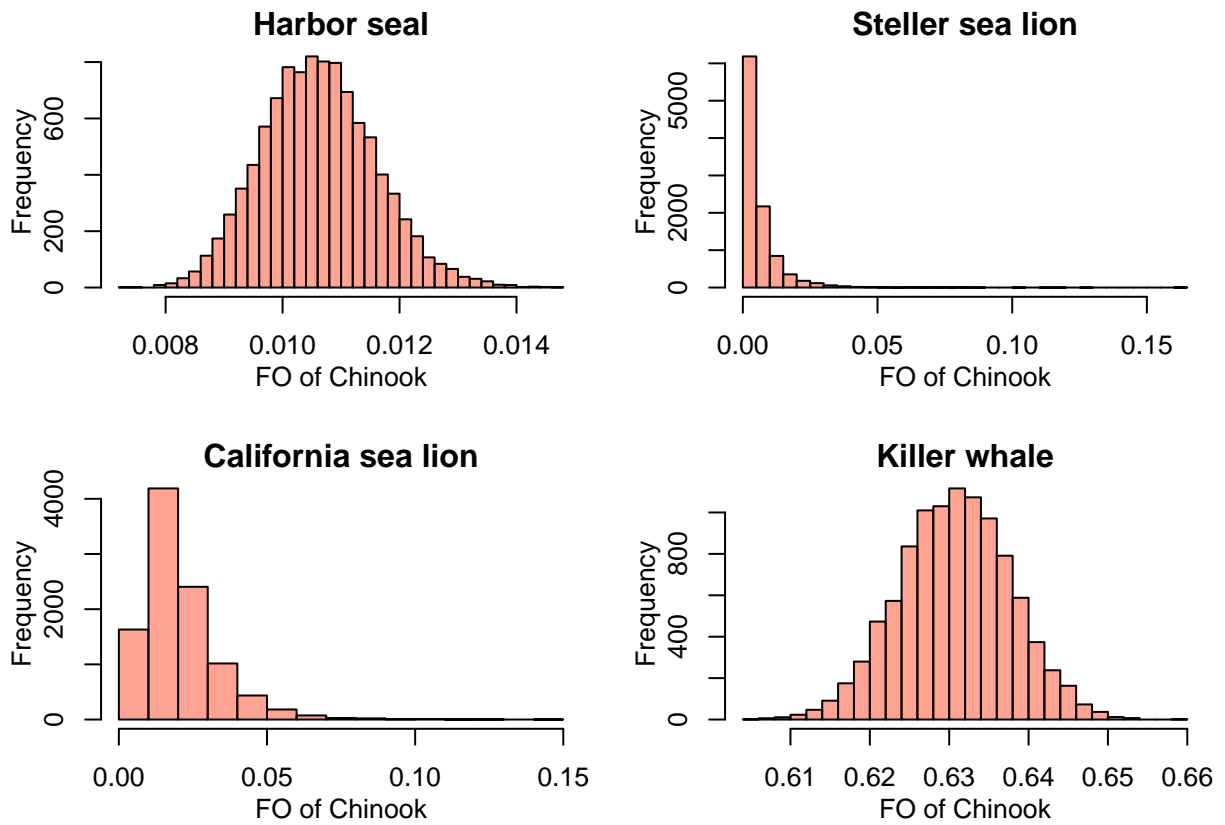 Harbor seal
Frequency
200
600
0.008 0.010 0.012 0.014
FO of Chinook
Steller sea lion
Frequency
0
2000
5000
0.00 0.05 0.10 0.15
FO of Chinook
California sea lion
Frequency
0
2000
4000
0.00 0.05 0.10 0.15
FO of Chinook
Killer whale
Frequency
0
400
800
0.61 0.62 0.63 0.64 0.65 0.66
FO of Chinook